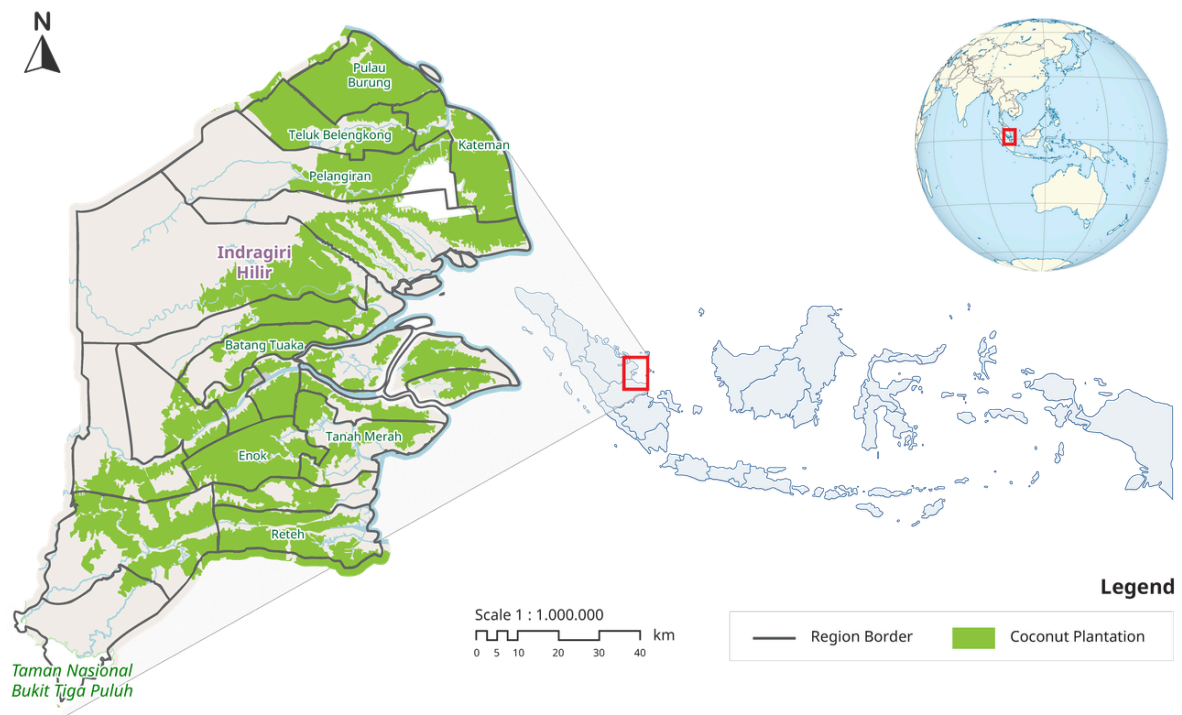 N
Pulau
Burung
Teluk Belengkong
Kateman
Pelangiran
Indragiri
Hilir
Batang Tuaka
Tanah Merah
Enok
Reteh
Taman Nasional
Bukit Tiga Puluh
Scale 1 : 1.000.000
km
0 5 10 20 30 40
Legend
Region Border
Coconut Plantation